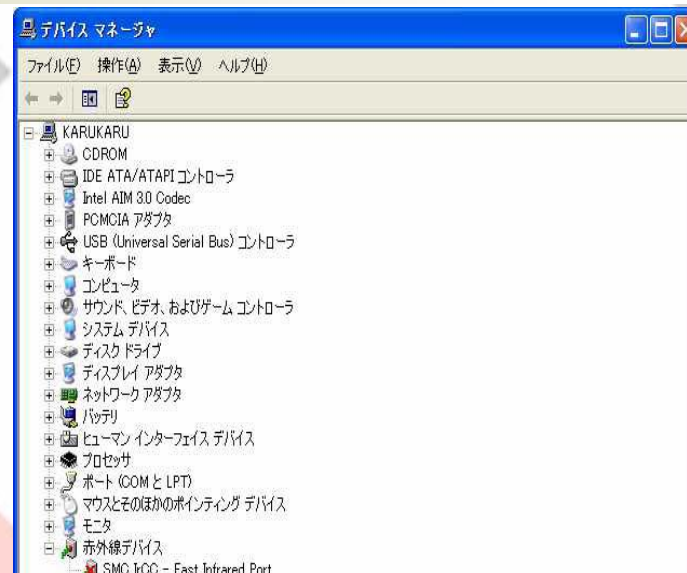 デバイス マネージャ
ファイル(F) 操作(A) 表示(V) ヘルプ(H)
KARUKARU
CDROM
IDE ATA/ATAPI コントローラ
Intel AIM 3.0 Codec
PCMCIA アダプタ
USB (Universal Serial Bus) コントローラ
キーボード
コンピュータ
サウンド、ビデオ、およびゲーム コントローラ
システム デバイス
ディスク ドライブ
ディスプレイ アダプタ
ネットワーク アダプタ
バッテリ
ヒューマン インターフェイス デバイス
プロセッサ
ポート (COM と LPT)
マウスとそのほかのポインティング デバイス
モニタ
赤外線デバイス
SMC IrCC - Fast Infrared Port